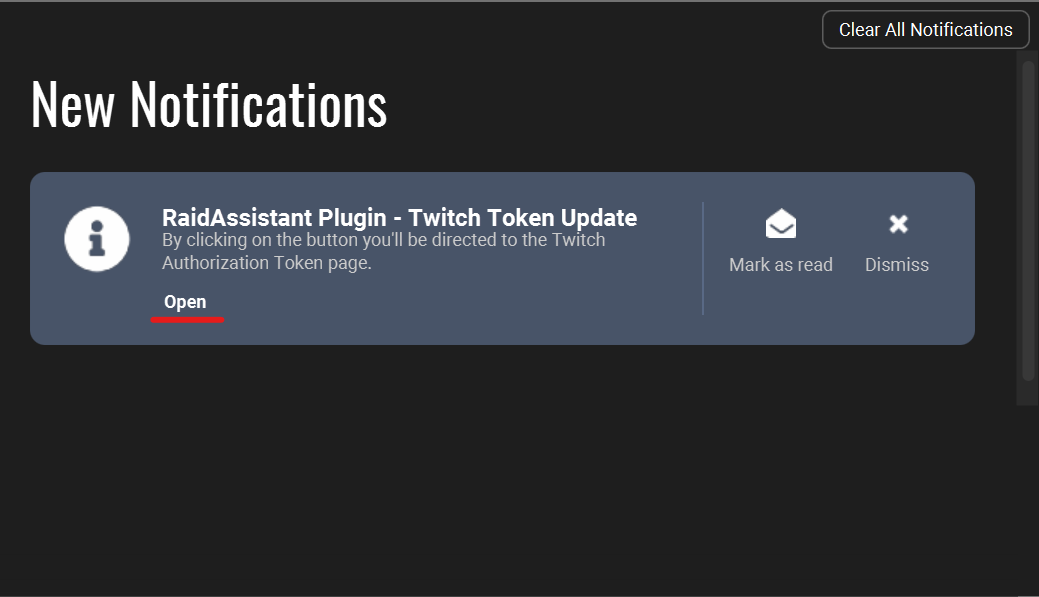 Clear All Notifications
New Notifications
RaidAssistant Plugin - Twitch Token Update
By clicking on the button you'll be directed to the Twitch
Authorization Token page.
Open
Mark as read
Dismiss